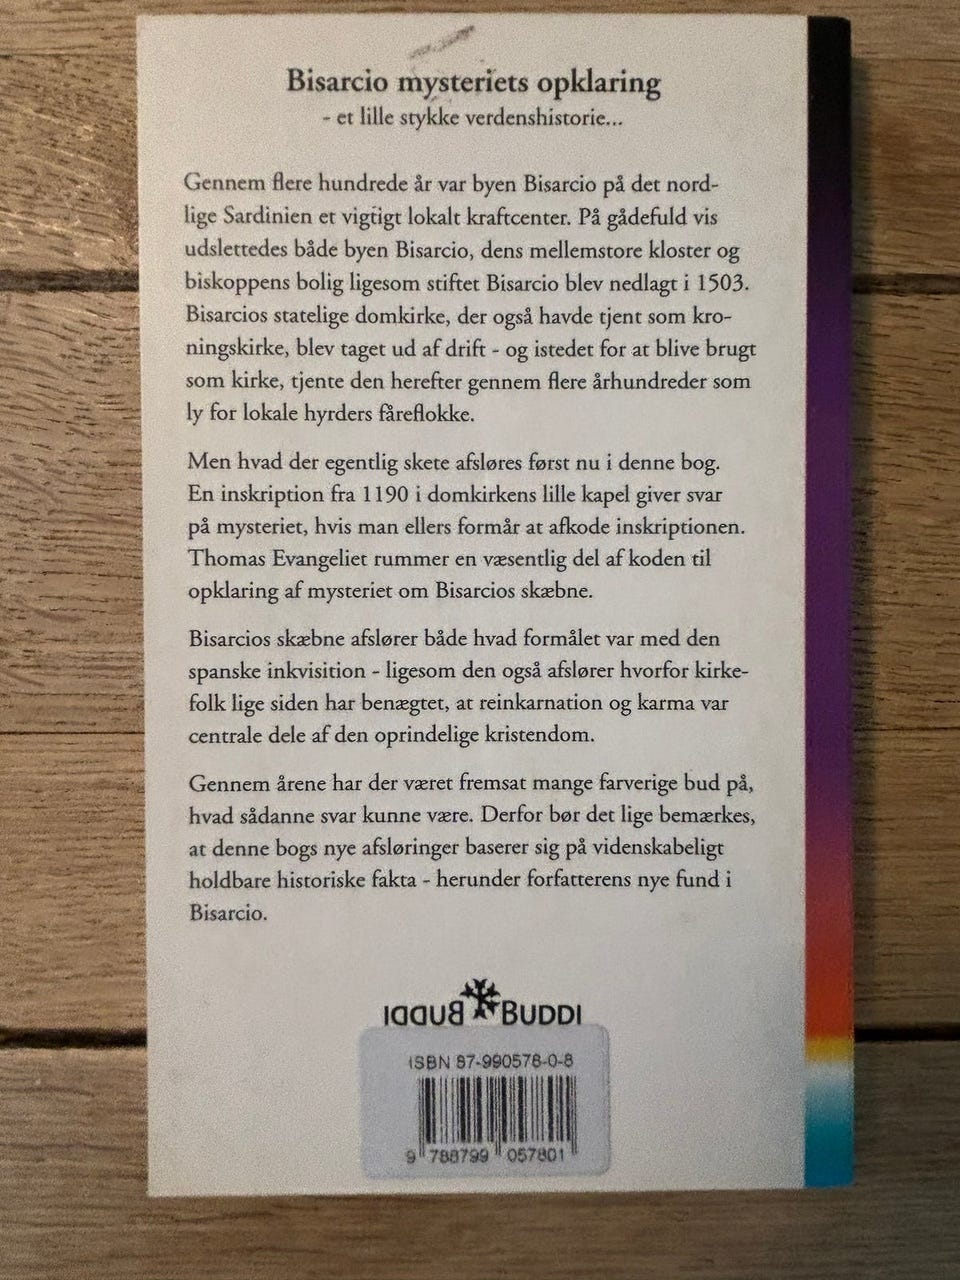 Bisarcio mysteriets opklaring
- et lille stykke verdenshistorie...
Gennem flere hundrede år var byen Bisarcio på det nord-
lige Sardinien et vigtigt lokalt kraftcenter. På gådefuld vis
udslettedes både byen Bisarcio, dens mellemstore kloster og
biskoppens bolig ligesom stiftet Bisarcio blev nedlagt i 1503.
Bisarcios statelige domkirke, der også havde tjent som kro-
ningskirke, blev taget ud af drift - og istedet for at blive brugt
som kirke, tjente den herefter gennem flere århundreder som
ly for lokale hyrders fåreflokke.
Men hvad der egentlig skete afsløres først nu i denne bog.
En inskription fra 1190 i domkirkens lille kapel giver svar
på mysteriet, hvis man ellers formår at afkode inskriptionen.
Thomas Evangeliet rummer en væsentlig del af koden til
opklaring af mysteriet om Bisarcios skæbne.
Bisarcios skæbne afslører både hvad formålet var med den
spanske inkvisition - ligesom den også afslører hvorfor kirke-
folk lige siden har benægtet, at reinkarnation og karma var
centrale dele af den oprindelige kristendom.
Gennem årene har der været fremsat mange farverige bud på,
hvad sådanne svar kunne være. Derfor bør det lige bemærkes,
at denne bogs nye afsløringer baserer sig på videnskabeligt
holdbare historiske fakta - herunder forfatterens nye fund i
Bisarcio.
BUDDI BUDDI
ISBN 87-990578-0-8
9 788799 057801